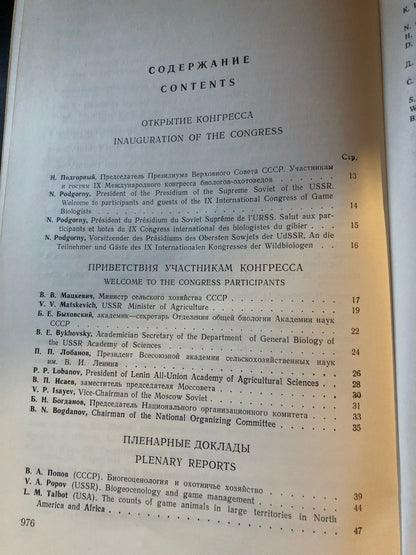 СОДЕРЖАНИЕ
CONTENTS
ОТКРЫТИЕ КОНГРЕССА
INAUGURATION OF THE CONGRESS
Стр.
Н. Подгорный, Председатель Президиума Верховного Совета СССР. Участникам
и гостям IX Международного конгресса биологов-охотоведов 13
N. Podgorny, President of the Presidium of the Supreme Soviet of the USSR.
Welcome to participants and guests of the IX International Congress of Game
Biologists 14
N. Podgorny, Président du Présidium du Soviet Suprême de l'URSS. Salut aux par-
ticipants et hotes du IX Congress international des biologistes du gibier 15
N. Podgorny, Vorsitzender des Präsidiums des Obersten Sowjets der UdSSR, An die
Teilnehmer und Gäste des IX Internationalen Kongresses der Wildbiologen 16
ПРИВЕТСТВИЯ УЧАСТНИКАМ КОНГРЕССА
WELCOME TO THE CONGRESS PARTICIPANTS
В. В. Мацкевич, Министр сельского хозяйства СССР 17
V. V. Matskevich, USSR Minister of Agriculture 19
Б. Е. Быховский, академик—секретарь Отделения общей биологии Академии наук
СССР 22
B. E. Bykhovsky, Academician Secretary of the Department of General Biology of
the USSR Academy of Sciences 24
П. П. Лобанов, Президент Всесоюзной академии сельскохозяйственных наук
им. В. И. Ленина 26
P. P. Lobanov, President of Lenin All-Union Academy of Agricultural Sciences 28
В. П. Исаев, заместитель председателя Моссовета 30
V. P. Isayev, Vice-Chairman of the Moscow Soviet 31
Б. Н. Богданов, Председатель Национального организационного комитета 33
B. N. Bogdanov, Chairman of the National Organizing Committee 35
ПЛЕНАРНЫЕ ДОКЛАДЫ
PLENARY REPORTS
В. А. Попов (СССР). Биогеоценология и охотничье хозяйство 39
V. A. Popov (USSR). Biogeocenology and game management 44
L. M. Talbot (USA). The counts of game animals in large territories in North
America and Africa 47
976